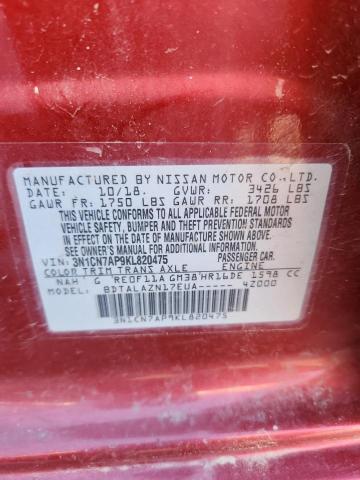 MANUFACTURED BY NISSAN MOTOR CO.,LTD.
DATE: 10/18. GVWR: 3426 LBS
GAWR FR: 1750 LBS GAWR RR: 1708 LBS
THIS VEHICLE CONFORMS TO ALL APPLICABLE FEDERAL MOTOR
VEHICLE SAFETY, BUMPER, AND THEFT PREVENTION STANDARDS
IN EFFECT ON THE DATE OF MANUFACTURE SHOWN ABOVE.
SEE OWNER'S MANUAL FOR ADDITIONAL INFORMATION.
VIN: 3N1CN7AP9KL820475 PASSENGER CAR.
COLOR TRIM TRANS AXLE ENGINE
NAH G RE0F11A GM38 HR16DE 1598 CC
MODEL: BDTALAZN17EUA----- 4Z000
3N1CN7AP9KL820475